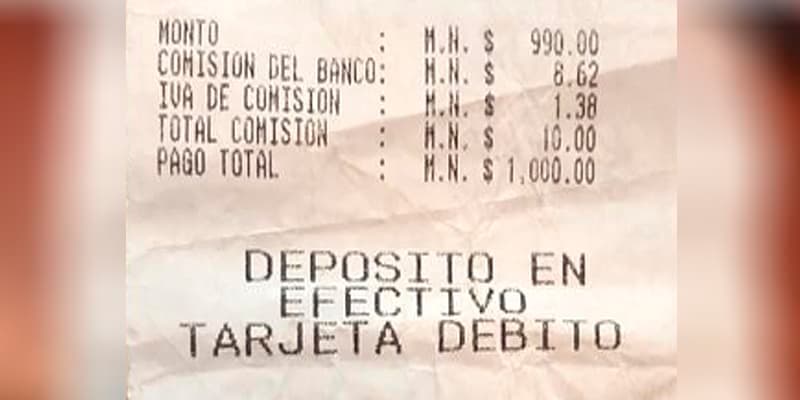 MONTO : M.N. $ 990.00
COMISION DEL BANCO: M.N. $ 8.62
IVA DE COMISION : M.N. $ 1.38
TOTAL COMISION : M.N. $ 10.00
PAGO TOTAL : M.N. $ 1,000.00
DEPOSITO EN
EFECTIVO
TARJETA DEBITO